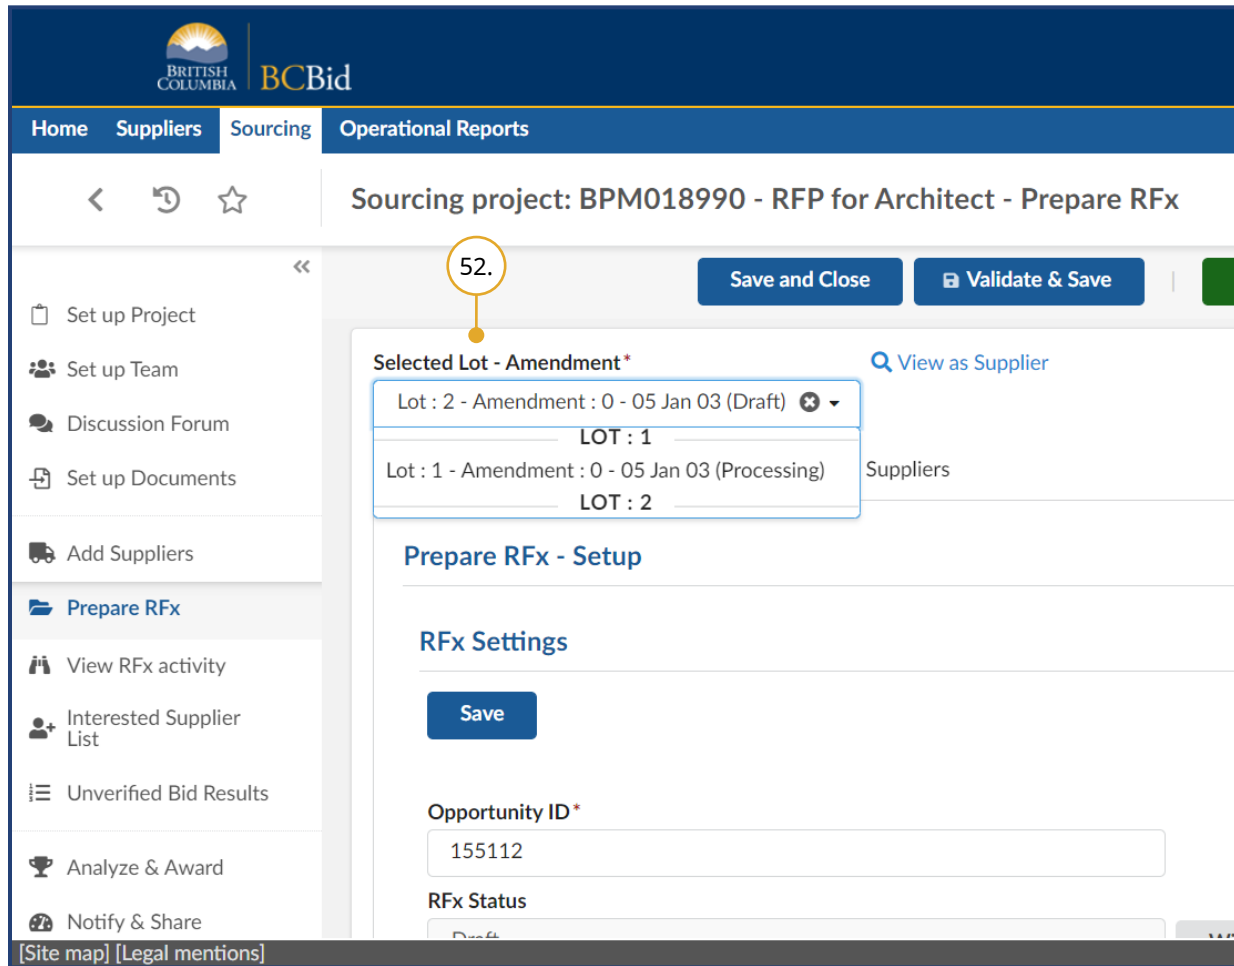 BRITISH
COLUMBIA
BCBid
Home Suppliers Sourcing Operational Reports
Sourcing project: BPM018990 - RFP for Architect - Prepare RFx
52.
Save and Close Validate & Save
Set up Project
Set up Team
Discussion Forum
Set up Documents
Add Suppliers
Prepare RFx
View RFx activity
Interested Supplier
List
Unverified Bid Results
Analyze & Award
Notify & Share
Selected Lot - Amendment*
View as Supplier
Lot : 2 - Amendment : 0 - 05 Jan 03 (Draft)
LOT : 1
Lot : 1 - Amendment : 0 - 05 Jan 03 (Processing)
LOT : 2
Suppliers
Prepare RFx - Setup
RFx Settings
Save
Opportunity ID*
155112
RFx Status
Draft
[Site map] [Legal mentions]